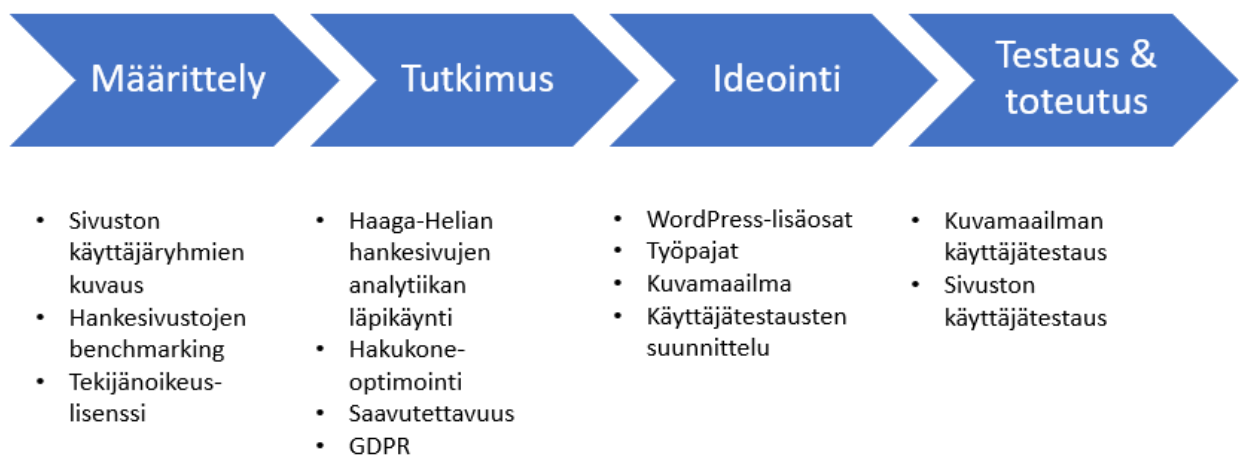 Määrittely
Tutkimus
Ideointi
Testaus &
toteutus
• Sivuston
käyttäjäryhmien
kuvaus
• Hankesivustojen
benchmarking
• Tekijänoikeus-
lisenssi
• Haaga-Helian
hankesivujen
analytiikan
läpikäynti
• Hakukone-
optimointi
• Saavutettavuus
• GDPR
• WordPress-lisäosat
• Työpajat
• Kuvamaailma
• Käyttäjätestausten
suunnittelu
• Kuvamaailman
käyttäjätestaus
• Sivuston
käyttäjätestaus